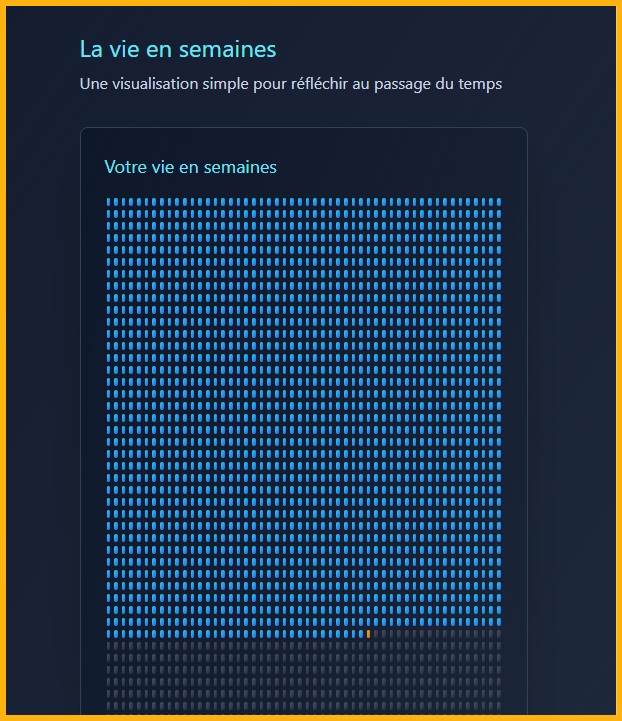 La vie en semaines
Une visualisation simple pour réfléchir au passage du temps
Votre vie en semaines